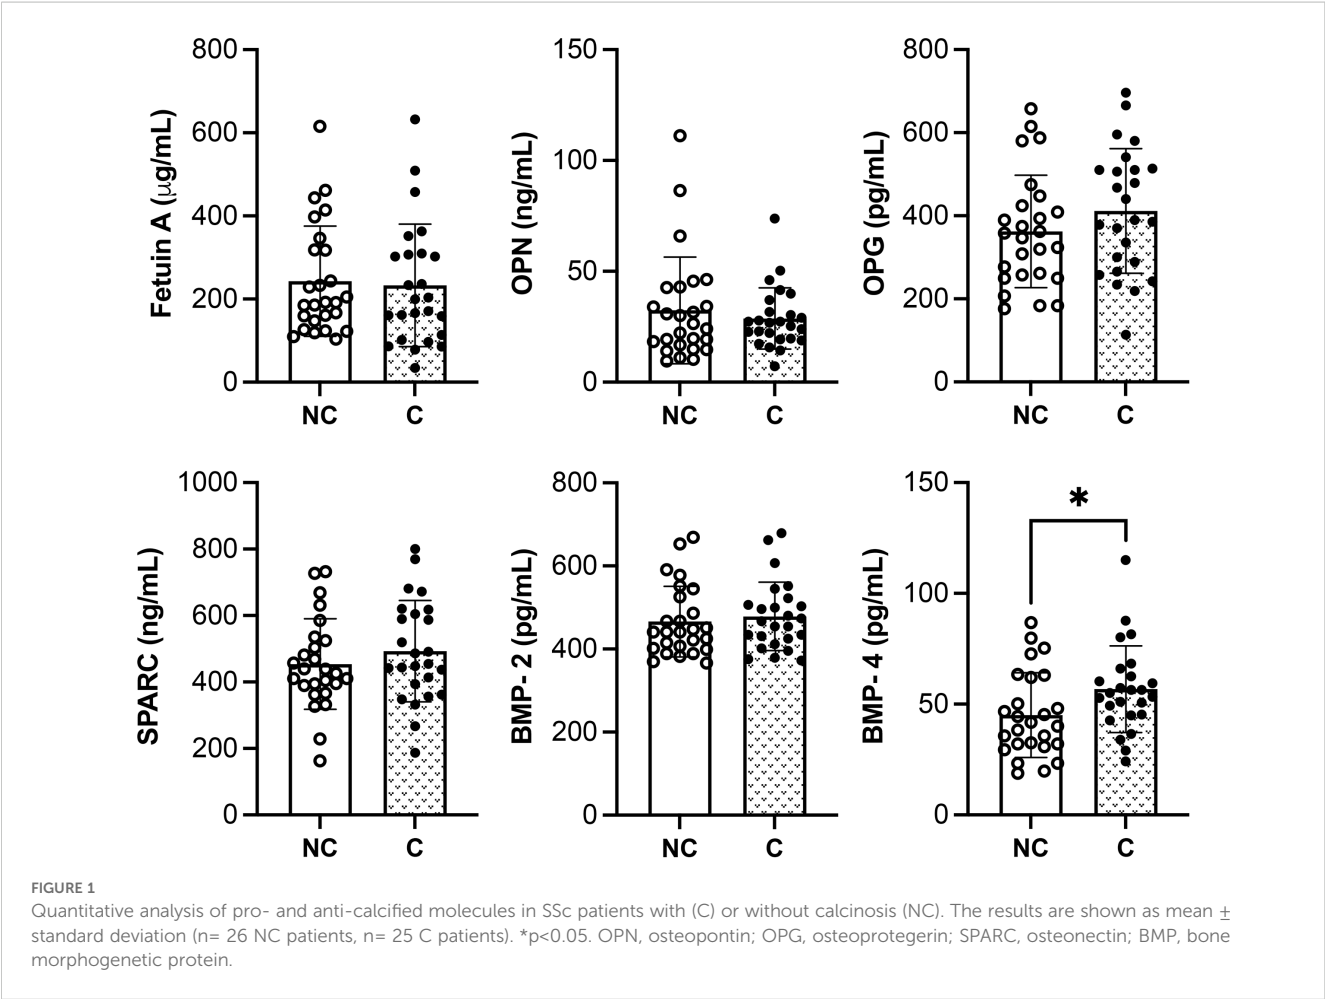 800
600
400
200
0
Fetuin A (µg/mL)
NC
C
150
100
50
0
OPN (ng/mL)
NC
C
800
600
400
200
0
OPG (pg/mL)
NC
C
1000
800
600
400
200
0
SPARC (ng/mL)
NC
C
800
600
400
200
0
BMP- 2 (pg/mL)
NC
C
150
100
50
0
BMP- 4 (pg/mL)
*
NC
C
FIGURE 1
Quantitative analysis of pro- and anti-calcified molecules in SSc patients with (C) or without calcinosis (NC). The results are shown as mean ±
standard deviation (n= 26 NC patients, n= 25 C patients). *p<0.05. OPN, osteopontin; OPG, osteoprotegerin; SPARC, osteonectin; BMP, bone
morphogenetic protein.